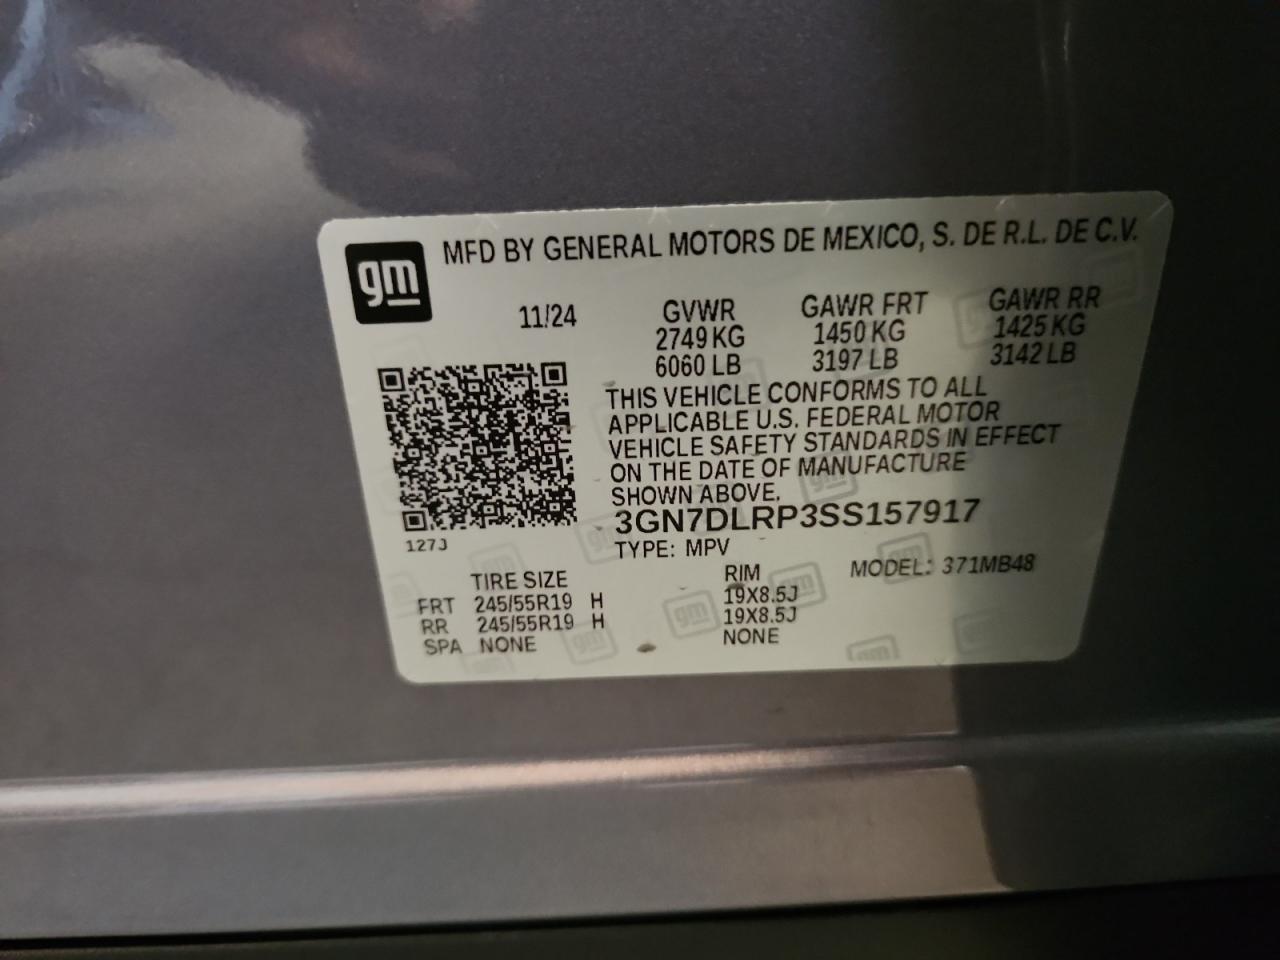 gm
MFD BY GENERAL MOTORS DE MEXICO, S. DE R.L. DE C.V.
11/24 GVWR GAWR FRT GAWR RR
2749 KG 1450 KG 1425 KG
6060 LB 3197 LB 3142 LB
THIS VEHICLE CONFORMS TO ALL
APPLICABLE U.S. FEDERAL MOTOR
VEHICLE SAFETY STANDARDS IN EFFECT
ON THE DATE OF MANUFACTURE
SHOWN ABOVE.
3GN7DLRP3SS157917
127J
TYPE: MPV
MODEL: 371MB48
TIRE SIZE RIM
FRT 245/55R19 H 19X8.5J
RR 245/55R19 H 19X8.5J
SPA NONE NONE